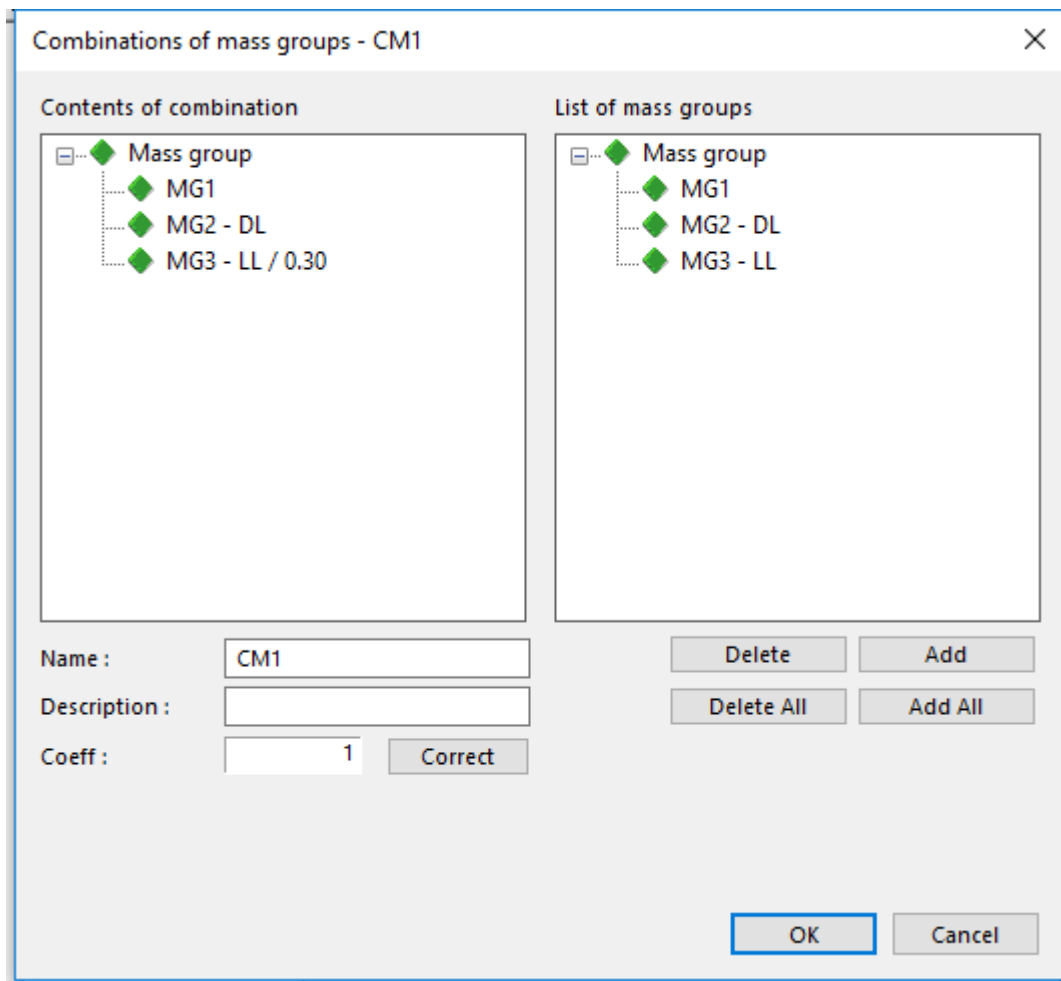 Combinations of mass groups - CM1
Contents of combination
Mass group
MG1
MG2 - DL
MG3 - LL / 0.30
List of mass groups
Mass group
MG1
MG2 - DL
MG3 - LL
Name : CM1
Description :
Coeff : 1 Correct
Delete Add
Delete All Add All
OK Cancel